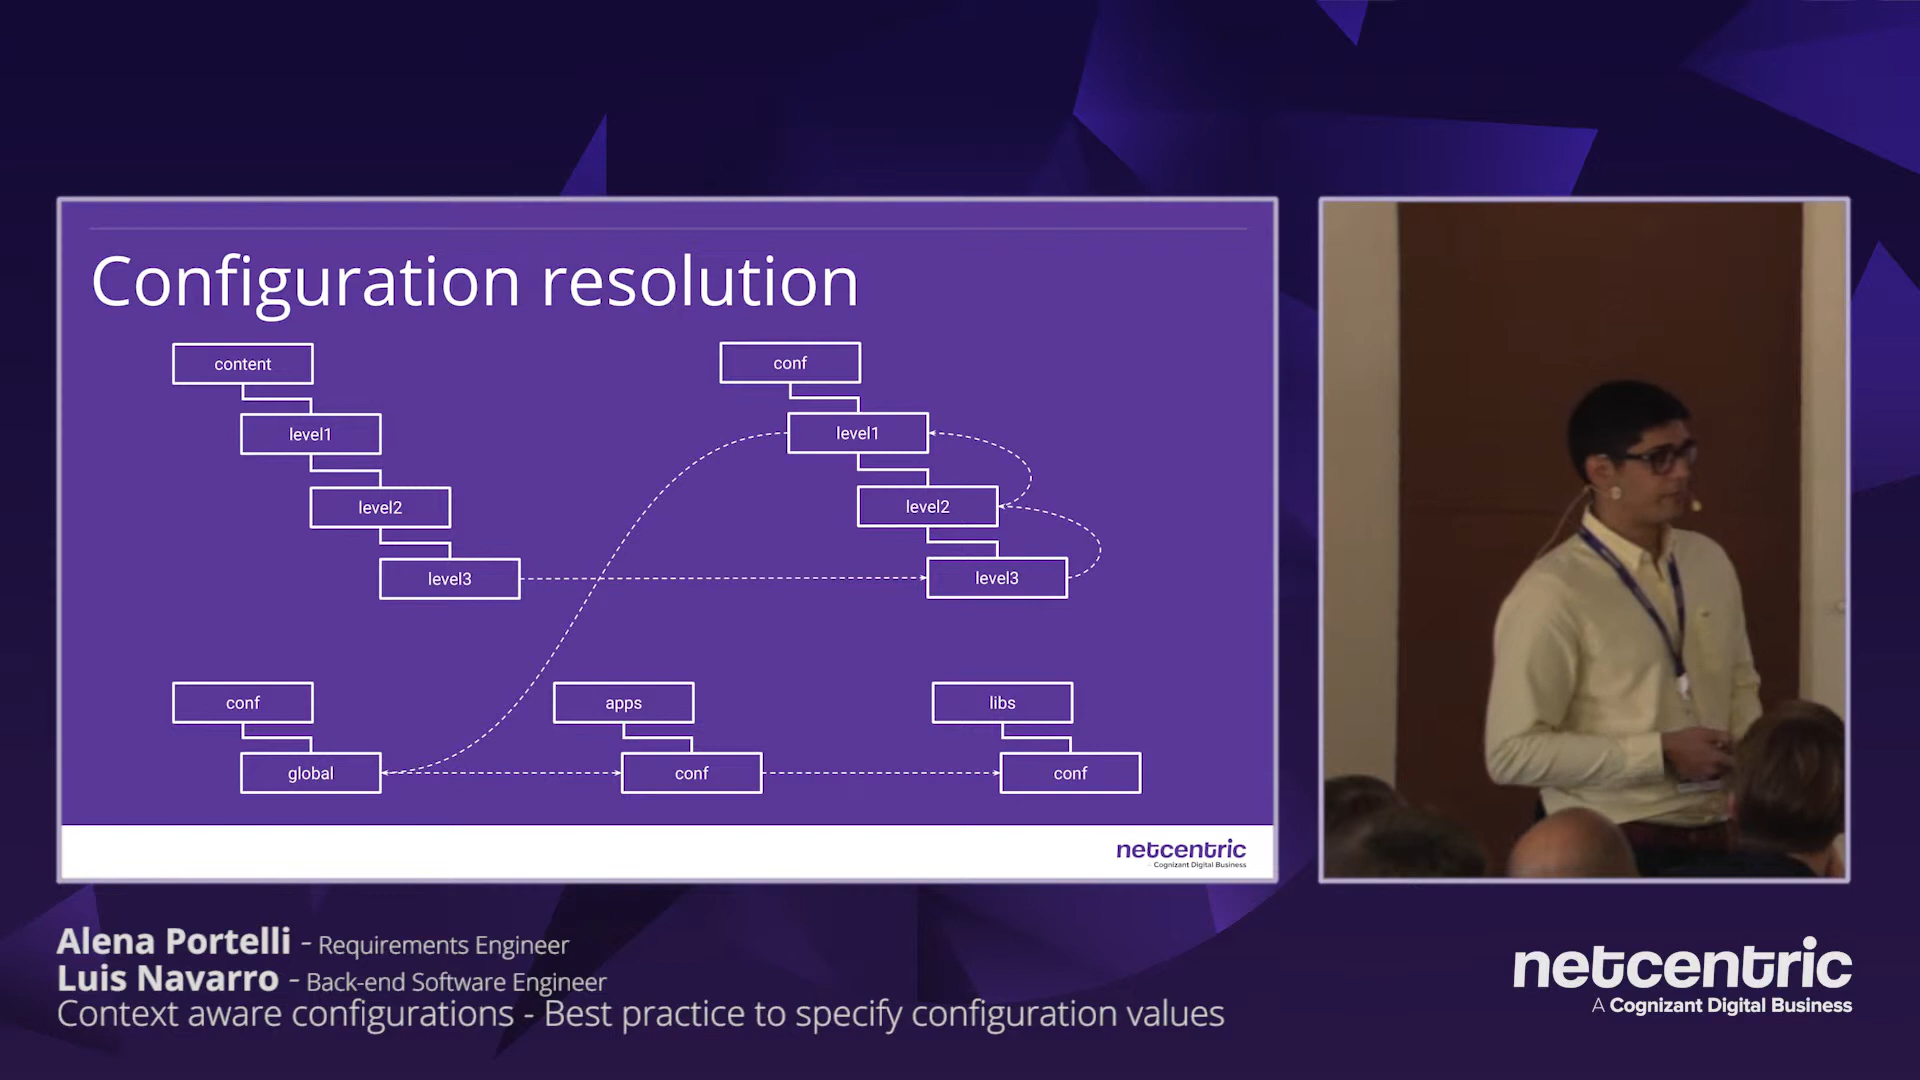 Configuration resolution
content
conf
level1
level1
level2
level2
level3
level3
conf
apps
libs
global
conf
conf
netcentric
Cognizant Digital Business
Alena Portelli - Requirements Engineer
Luis Navarro - Back-end Software Engineer
Context aware configurations - Best practice to specify configuration values
netcentric
A Cognizant Digital Business